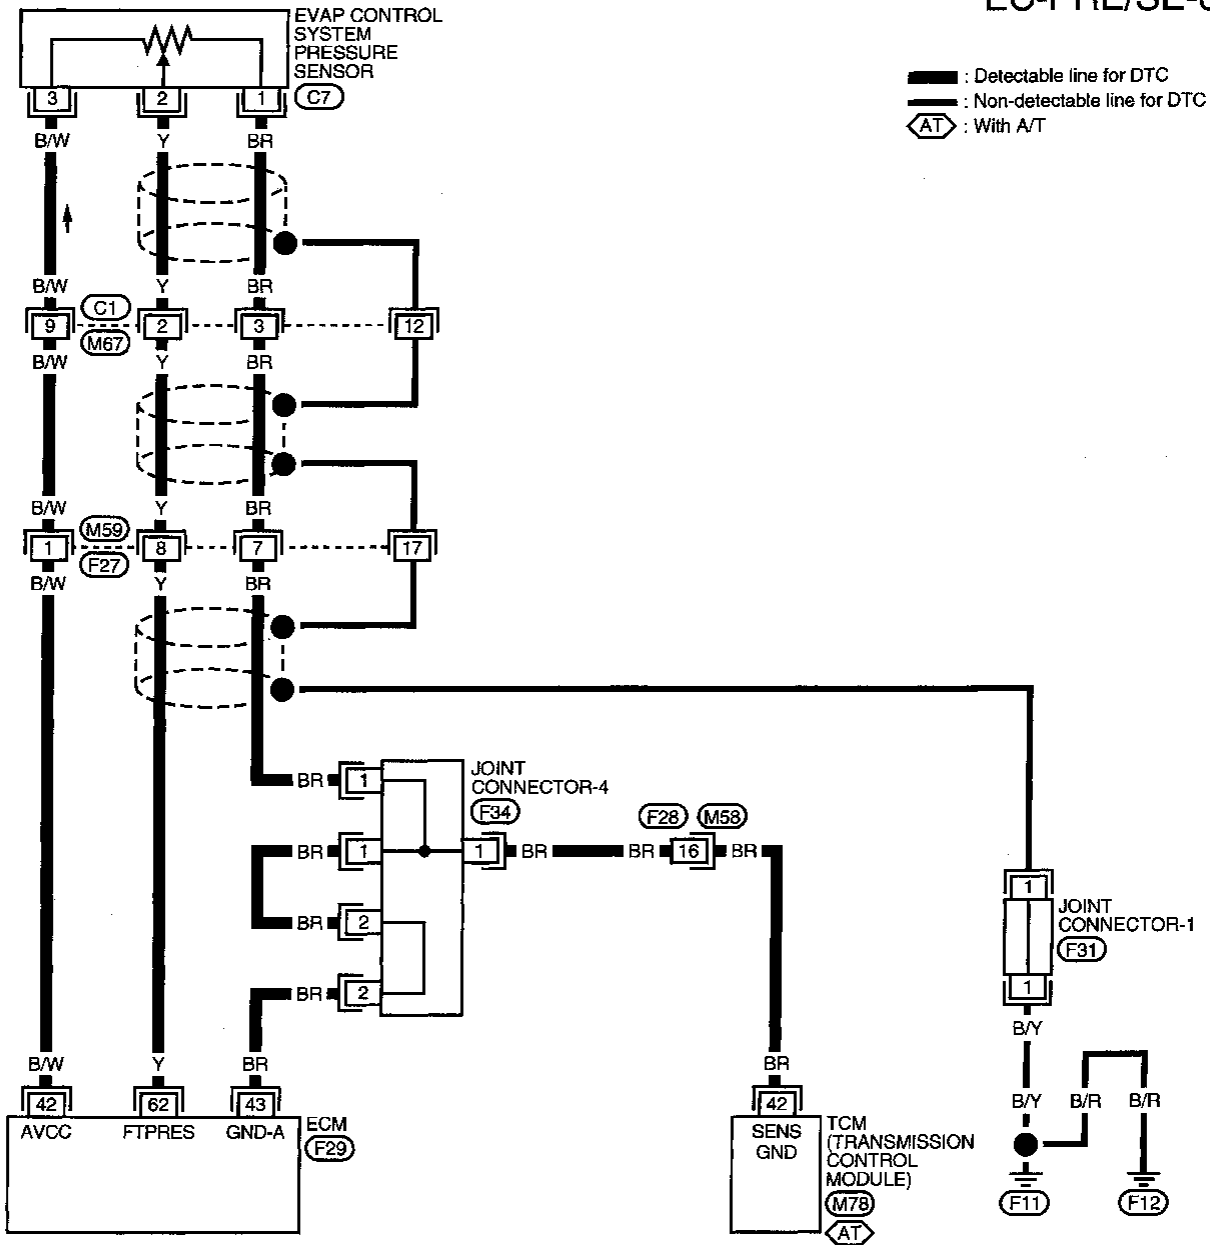 EVAP CONTROL
SYSTEM
PRESSURE
SENSOR
C7
: Detectable line for DTC
: Non-detectable line for DTC
AT : With A/T
3 2 1
B/W Y BR
B/W Y BR
C1
9 2 3 12
M67
B/W Y BR
B/W Y BR
M59
1 8 7 17
F27
B/W Y BR
JOINT
CONNECTOR-4
F34
BR 1
F28 M58
BR 1 1 BR BR 16 BR
BR 2
BR 2
1
JOINT
CONNECTOR-1
F31
1
B/Y
B/W Y BR BR
B/Y B/R B/R
42 62 43 42
AVCC FTPRES GND-A
ECM
F29
SENS
GND
TCM
(TRANSMISSION
CONTROL
MODULE)
M78
AT
F11 F12